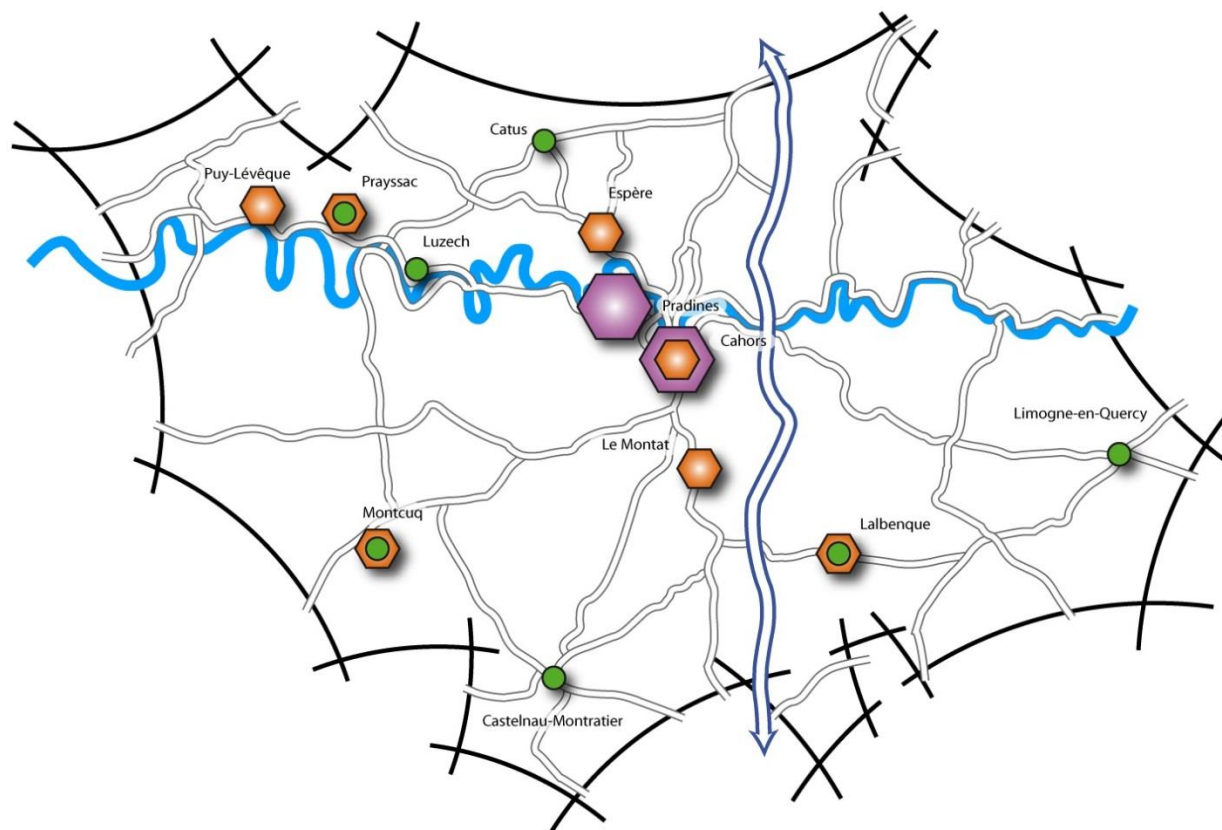 Catus
Puy-Lévêque
Prayssac
Espère
Luzech
Pradines
Cahors
Limogne-en-Quercy
Le Montat
Montcuq
Lalbenque
Castelnau-Montratier